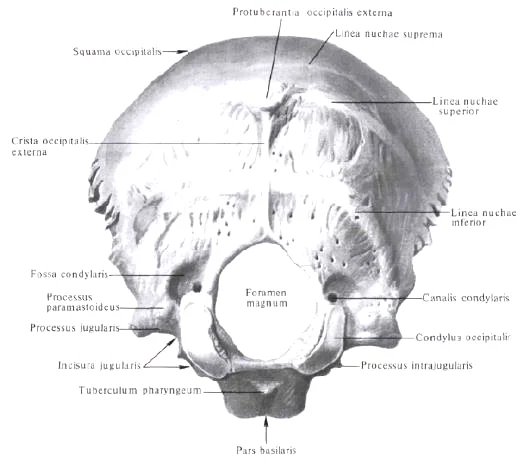 Protuberantia occipitalis externa
Linea nuchae suprema
Squama occipitalis
Linea nuchae
superior
Crista occipitalis
externa
Linea nuchae
inferior
Fossa condylaris
Foramen
magnum
Processus
paramastoideus
Canalis condylaris
Processus jugularis
Condylus occipitalis
Incisura jugularis
Processus intrajugularis
Tuberculum pharyngeum
Pars basilaris